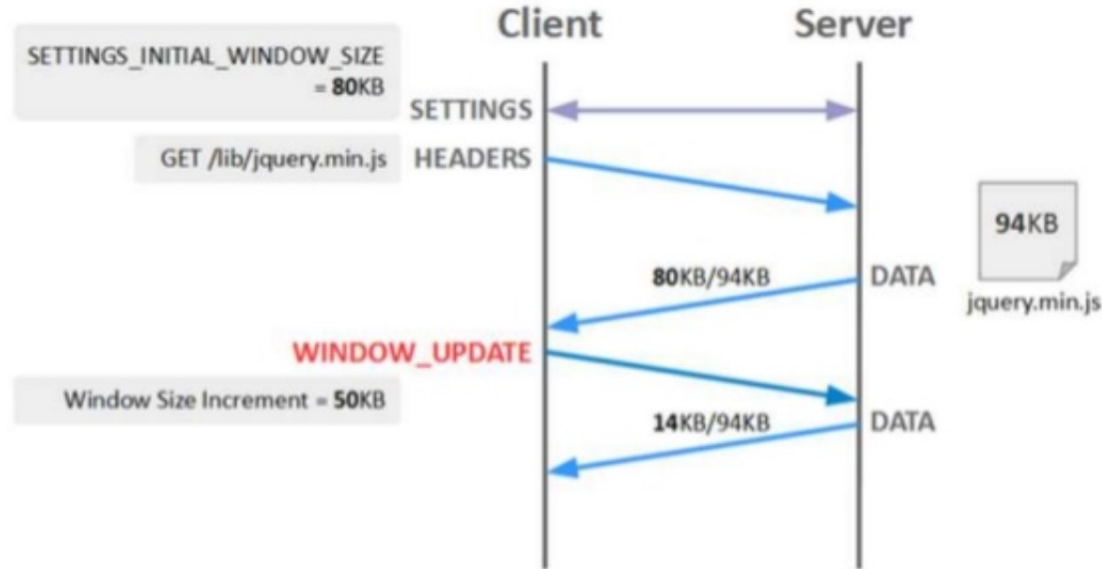 Client
Server
SETTINGS_INITIAL_WINDOW_SIZE
= 80KB
SETTINGS
GET /lib/jquery.min.js
HEADERS
94KB
80KB/94KB
DATA
jquery.min.js
WINDOW_UPDATE
Window Size Increment = 50KB
14KB/94KB
DATA